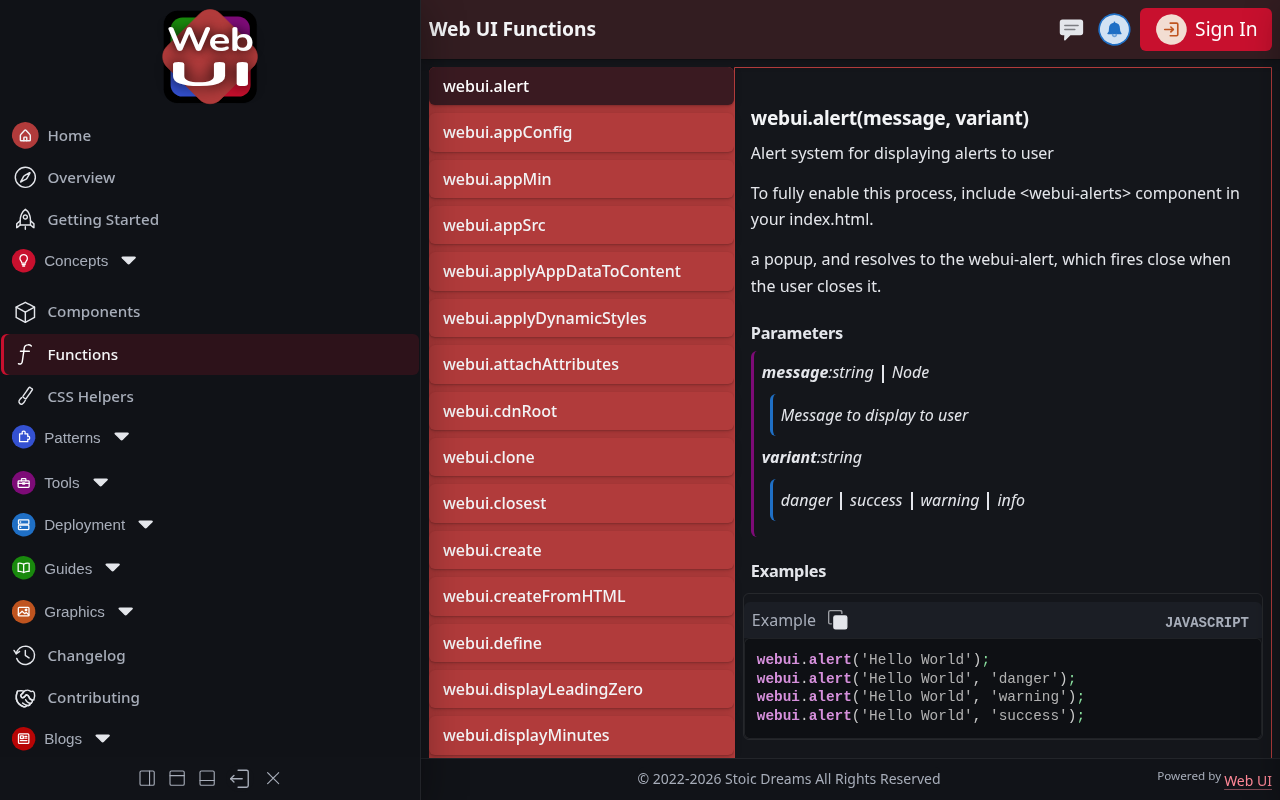 Web
UI
Home
Overview
Getting Started
Concepts
Components
Functions
CSS Helpers
Patterns
Tools
Deployment
Guides
Graphics
Changelog
Contributing
Blogs
Web UI Functions
Sign In
webui.alert
webui.appConfig
webui.appMin
webui.appSrc
webui.applyAppDataToContent
webui.applyDynamicStyles
webui.attachAttributes
webui.cdnRoot
webui.clone
webui.closest
webui.create
webui.createFromHTML
webui.define
webui.displayLeadingZero
webui.displayMinutes
webui.alert(message, variant)
Alert system for displaying alerts to user
To fully enable this process, include <webui-alerts> component in
your index.html.
a popup, and resolves to the webui-alert, which fires close when
the user closes it.
Parameters
message:string | Node
Message to display to user
variant:string
danger | success | warning | info
Examples
Example
JAVASCRIPT
webui.alert('Hello World');
webui.alert('Hello World', 'danger');
webui.alert('Hello World', 'warning');
webui.alert('Hello World', 'success');
© 2022-2026 Stoic Dreams All Rights Reserved
Powered by Web UI